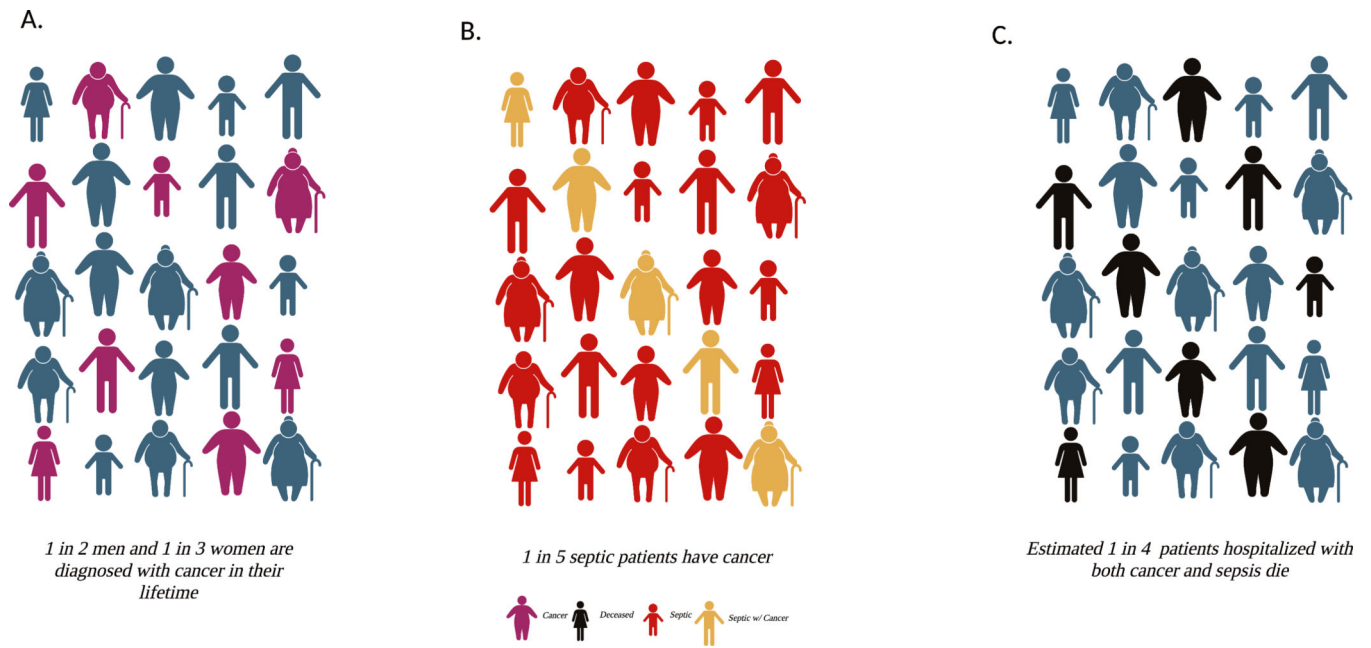 A.
B.
C.
1 in 2 men and 1 in 3 women are
diagnosed with cancer in their
lifetime
1 in 5 septic patients have cancer
Estimated 1 in 4 patients hospitalized with
both cancer and sepsis die
Cancer
Deceased
Septic
Septic w/ Cancer